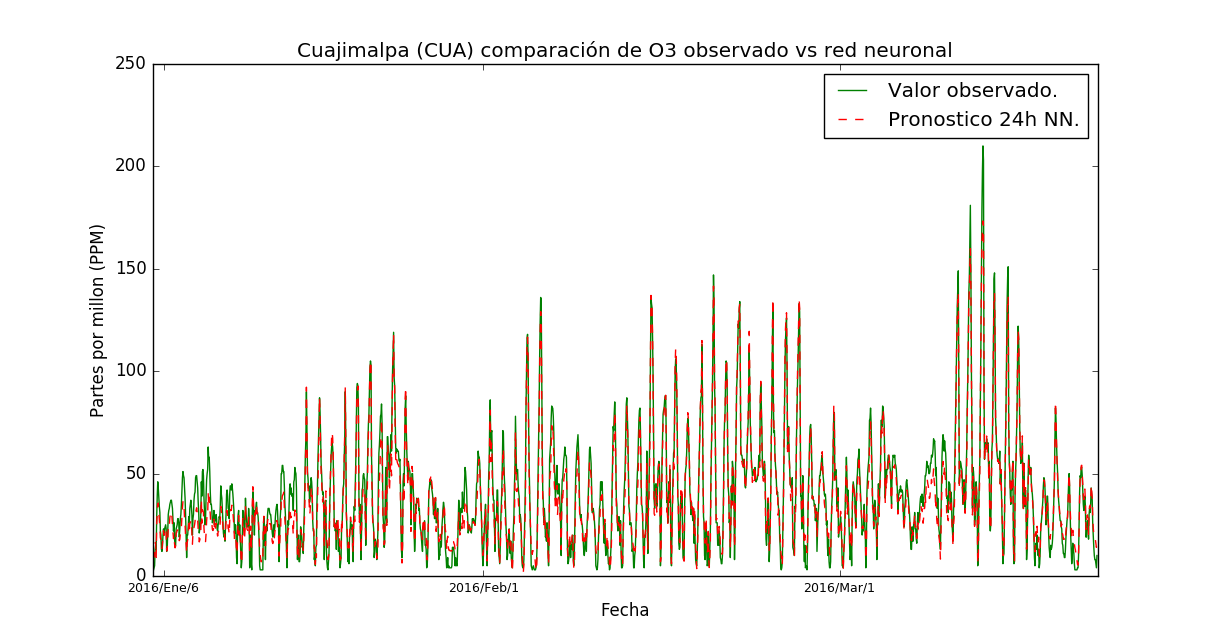 Cuajimalpa (CUA) comparación de O3 observado vs red neuronal
250
Valor observado.
Pronostico 24h NN.
200
150
100
50
0
Partes por millon (PPM)
2016/Ene/6 2016/Feb/1 2016/Mar/1
Fecha